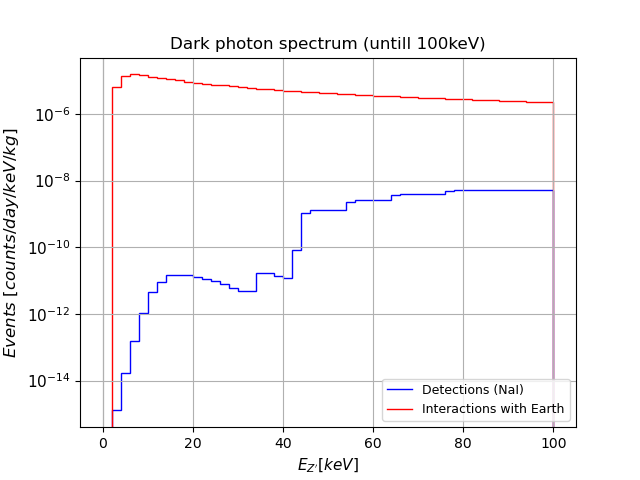 Dark photon spectrum (untill 100keV)
Events [counts/day/keV/kg]
10⁻⁶
10⁻⁸
10⁻¹⁰
10⁻¹²
10⁻¹⁴
Detections (NaI)
Interactions with Earth
0 20 40 60 80 100
E_Z'[keV]